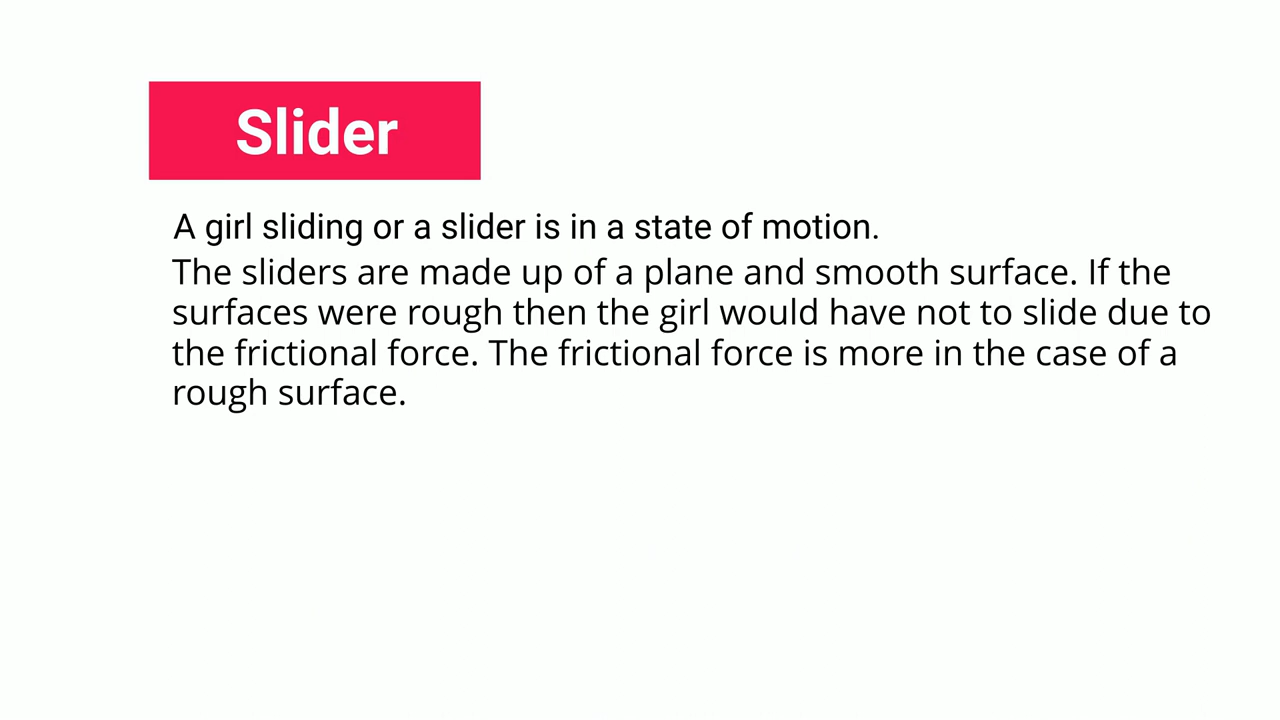 Slider
A girl sliding or a slider is in a state of motion.
The sliders are made up of a plane and smooth surface. If the
surfaces were rough then the girl would have not to slide due to
the frictional force. The frictional force is more in the case of a
rough surface.